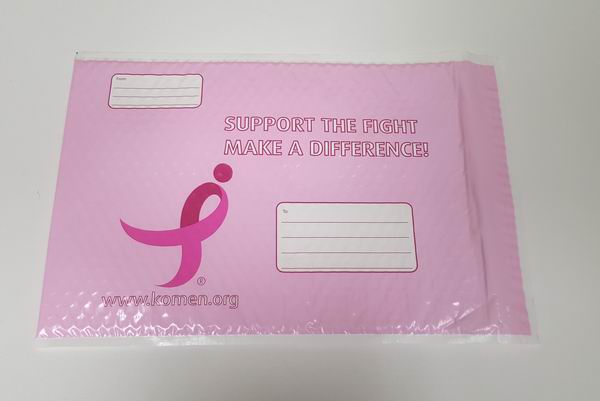 From:
SUPPORT THE FIGHT
MAKE A DIFFERENCE!
To:
®
www.komen.org